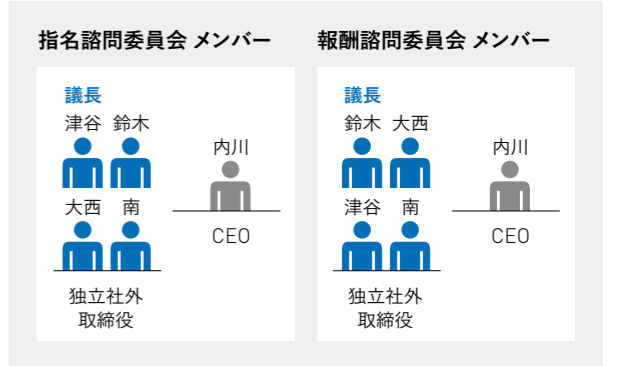 指名諮問委員会 メンバー
議長
津谷 鈴木
大西 南
独立社外
取締役
内川
CEO
報酬諮問委員会 メンバー
議長
鈴木 大西
津谷 南
独立社外
取締役
内川
CEO